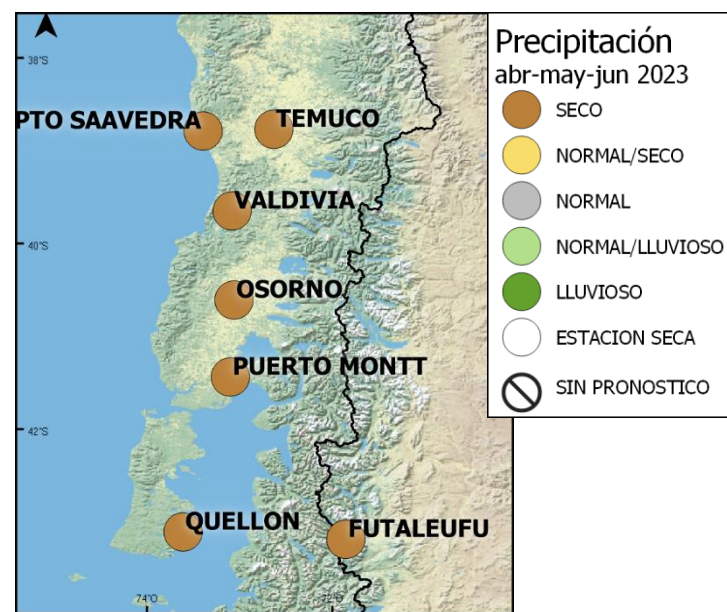 Precipitación
abr-may-jun 2023
SECO
NORMAL/SECO
NORMAL
NORMAL/LLUVIOSO
LLUVIOSO
ESTACION SECA
SIN PRONOSTICO
38°S
PTO SAAVEDRA
TEMUCO
VALDIVIA
40°S
OSORNO
PUERTO MONTT
42°S
QUELLON
FUTALEUFU
74°O